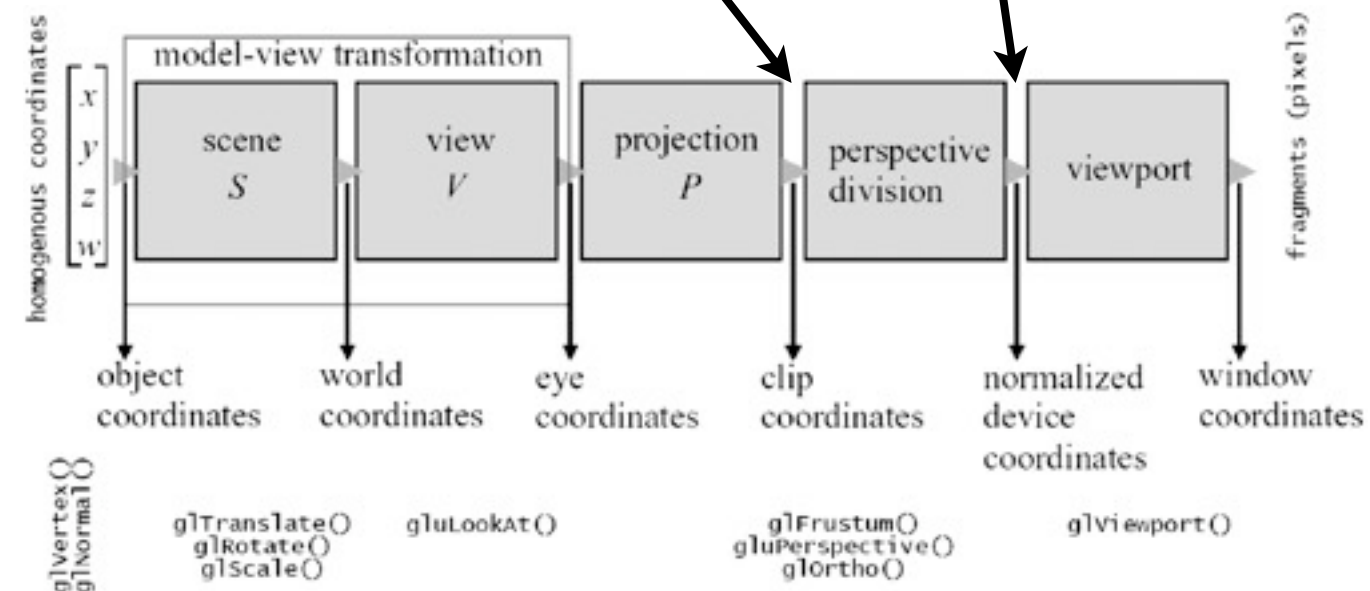 homogenous coordinates
x
y
z
w
model-view transformation
scene
S
view
V
projection
P
perspective
division
viewport
fragments (pixels)
object
coordinates
world
coordinates
eye
coordinates
clip
coordinates
normalized
device
coordinates
window
coordinates
glVertex()
glNormal()
glTranslate()
glRotate()
glScale()
gluLookAt()
glFrustum()
gluPerspective()
glOrtho()
glViewport()